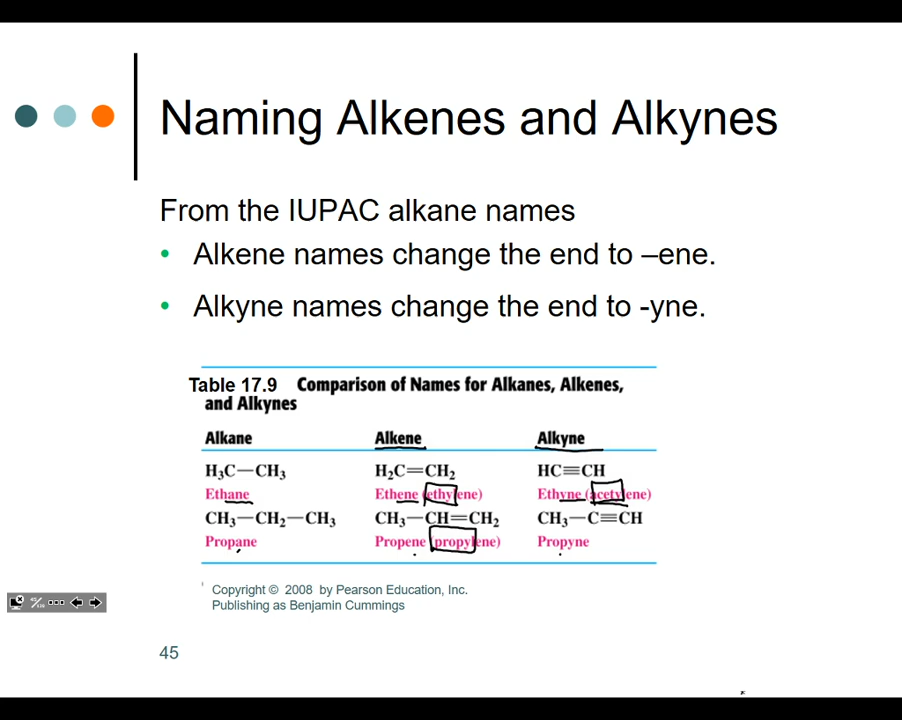 Naming Alkenes and Alkynes
From the IUPAC alkane names
• Alkene names change the end to –ene.
• Alkyne names change the end to -yne.
Table 17.9 Comparison of Names for Alkanes, Alkenes,
and Alkynes
Alkane Alkene Alkyne
H₃C—CH₃ H₂C=CH₂ HC≡CH
Ethane Ethene (ethylene) Ethyne (acetylene)
CH₃—CH₂—CH₃ CH₃—CH=CH₂ CH₃—C≡CH
Propane Propene (propylene) Propyne
Copyright © 2008 by Pearson Education, Inc.
Publishing as Benjamin Cummings
45